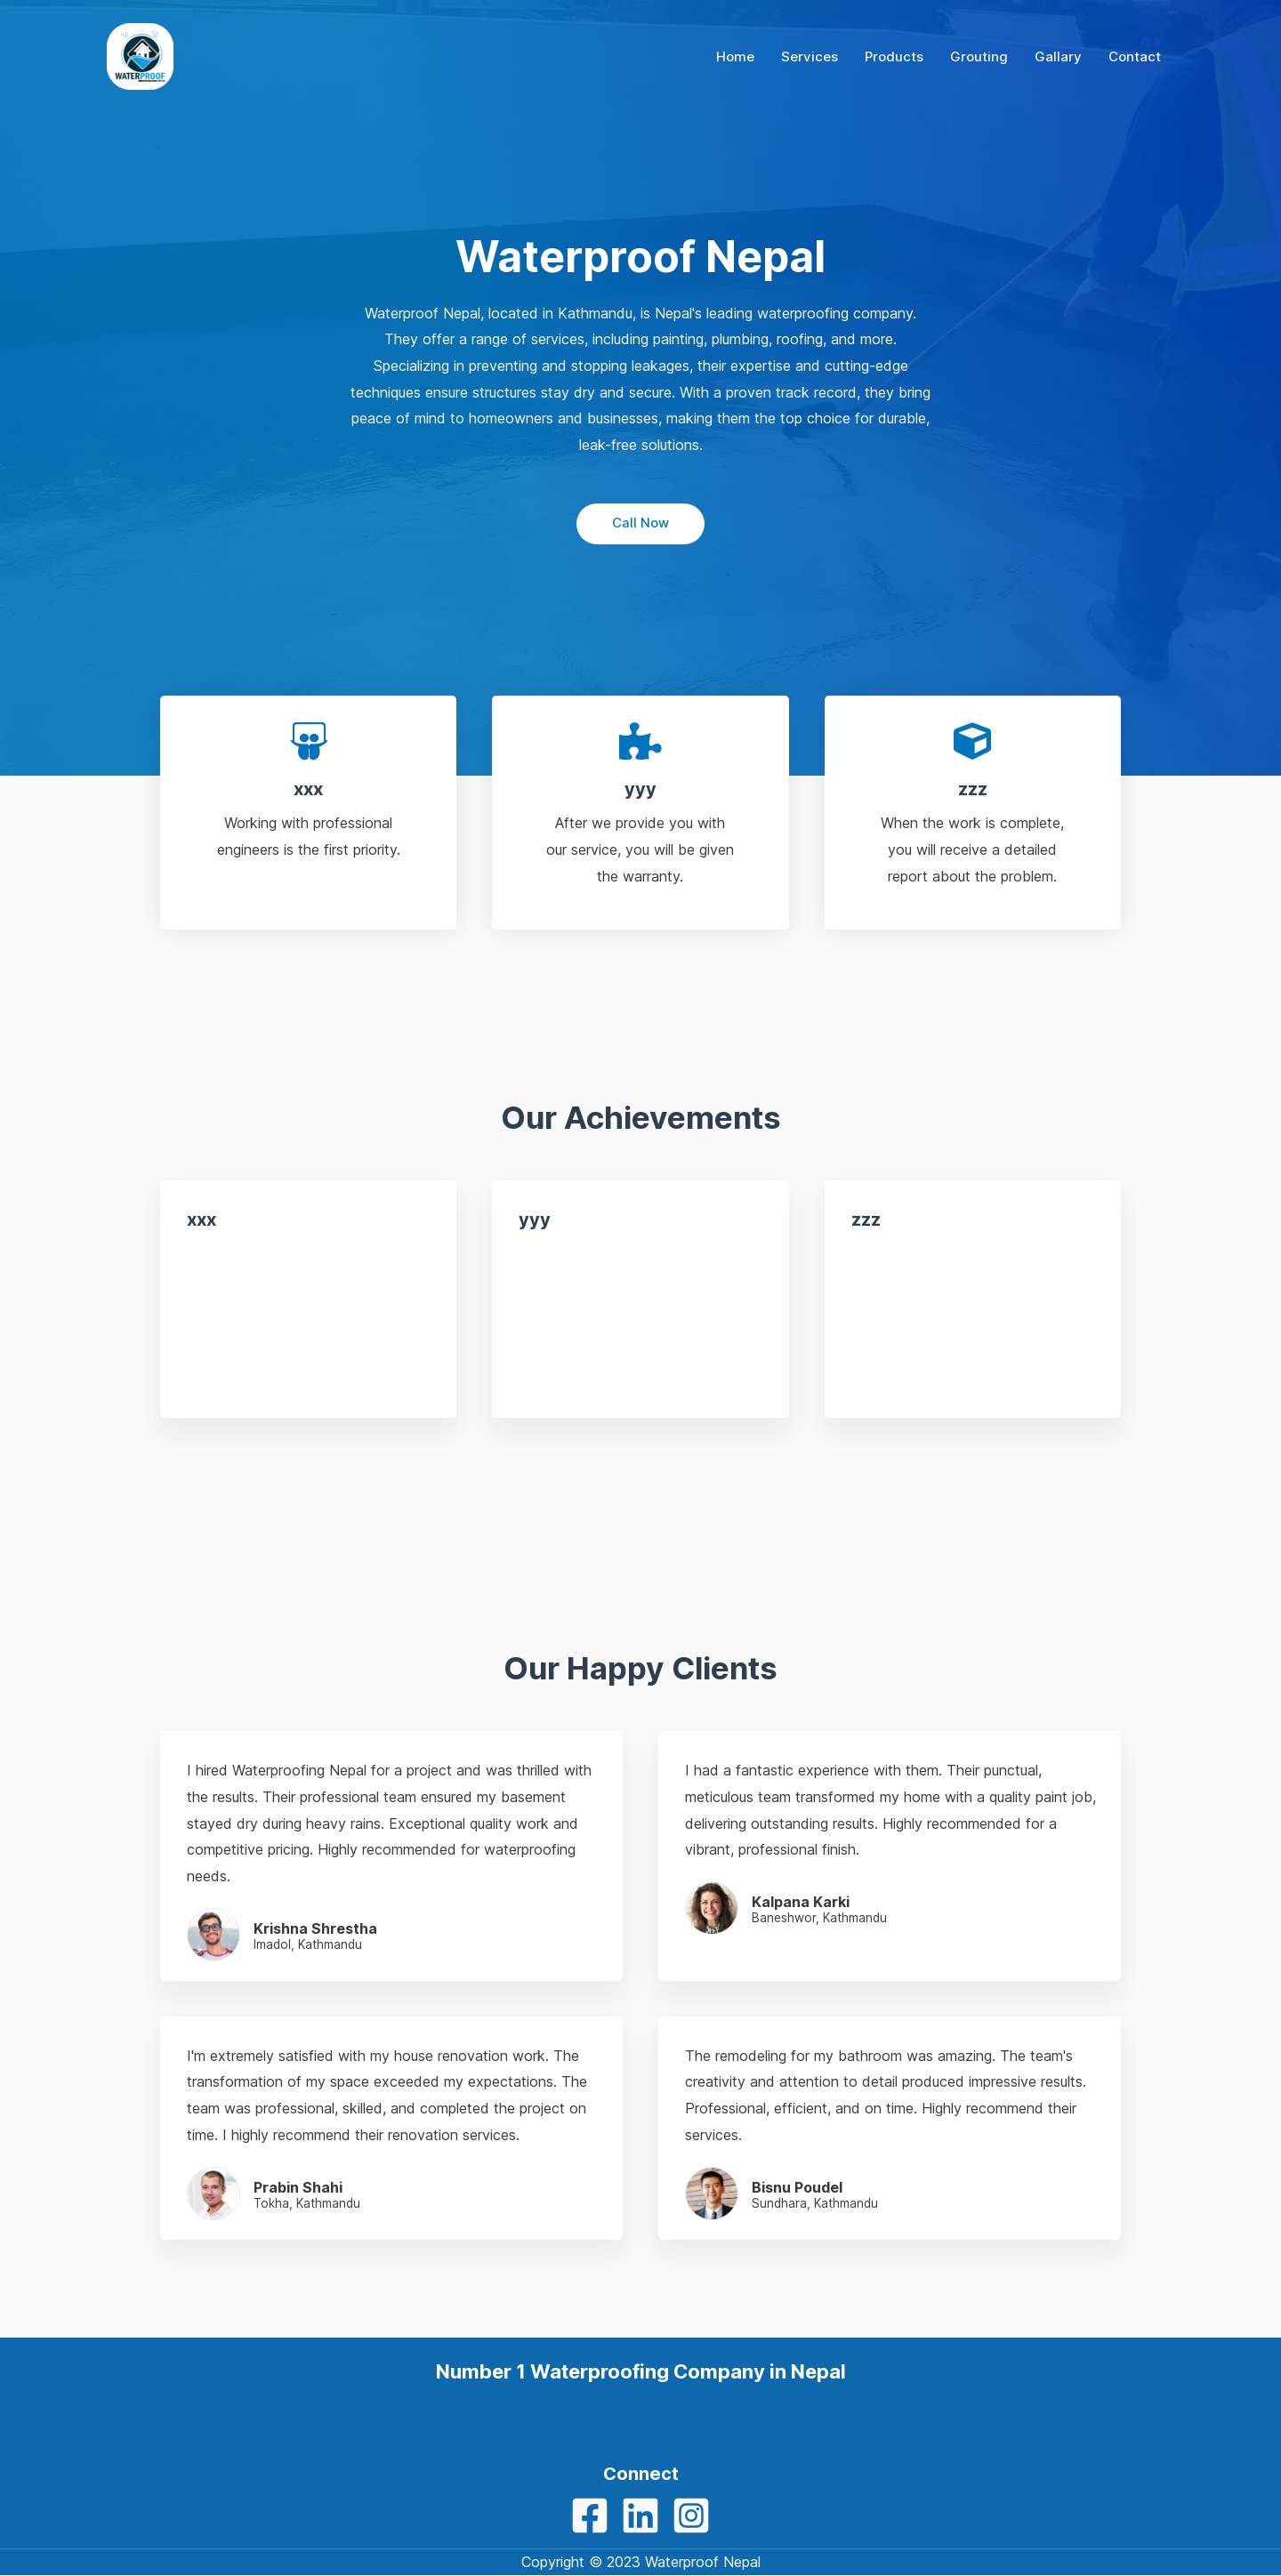 WATERPROOF
Home Services Products Grouting Gallary Contact
Waterproof Nepal
Waterproof Nepal, located in Kathmandu, is Nepal's leading waterproofing company.
They offer a range of services, including painting, plumbing, roofing, and more.
Specializing in preventing and stopping leakages, their expertise and cutting-edge
techniques ensure structures stay dry and secure. With a proven track record, they bring
peace of mind to homeowners and businesses, making them the top choice for durable,
leak-free solutions.
Call Now
xxx
Working with professional
engineers is the first priority.
yyy
After we provide you with
our service, you will be given
the warranty.
zzz
When the work is complete,
you will receive a detailed
report about the problem.
Our Achievements
xxx
yyy
zzz
Our Happy Clients
I hired Waterproofing Nepal for a project and was thrilled with
the results. Their professional team ensured my basement
stayed dry during heavy rains. Exceptional quality work and
competitive pricing. Highly recommended for waterproofing
needs.
Krishna Shrestha
Imadol, Kathmandu
I had a fantastic experience with them. Their punctual,
meticulous team transformed my home with a quality paint job,
delivering outstanding results. Highly recommended for a
vibrant, professional finish.
Kalpana Karki
Baneshwor, Kathmandu
I'm extremely satisfied with my house renovation work. The
transformation of my space exceeded my expectations. The
team was professional, skilled, and completed the project on
time. I highly recommend their renovation services.
Prabin Shahi
Tokha, Kathmandu
The remodeling for my bathroom was amazing. The team's
creativity and attention to detail produced impressive results.
Professional, efficient, and on time. Highly recommend their
services.
Bisnu Poudel
Sundhara, Kathmandu
Number 1 Waterproofing Company in Nepal
Connect
Copyright © 2023 Waterproof Nepal